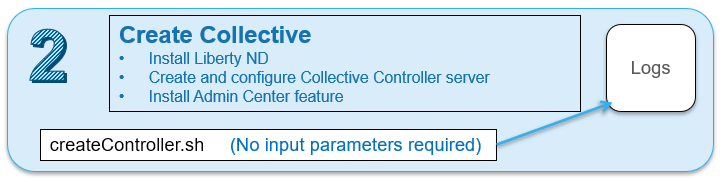 2
Create Collective
• Install Liberty ND
• Create and configure Collective Controller server
• Install Admin Center feature
Logs
createController.sh (No input parameters required)